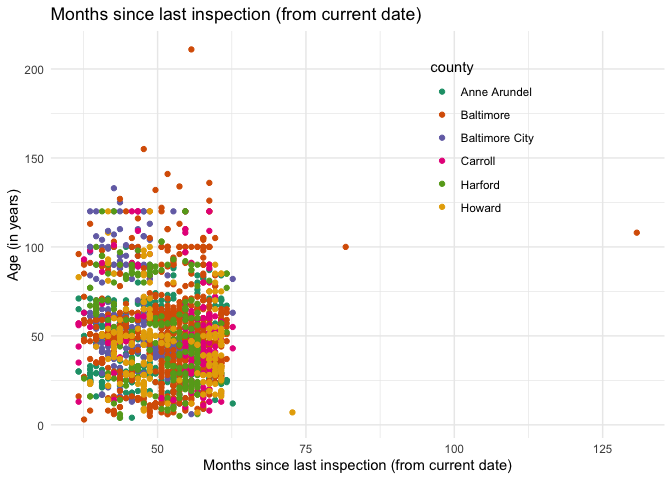 Months since last inspection (from current date)
200
150
100
50
0
Age (in years)
county
Anne Arundel
Baltimore
Baltimore City
Carroll
Harford
Howard
50 75 100 125
Months since last inspection (from current date)